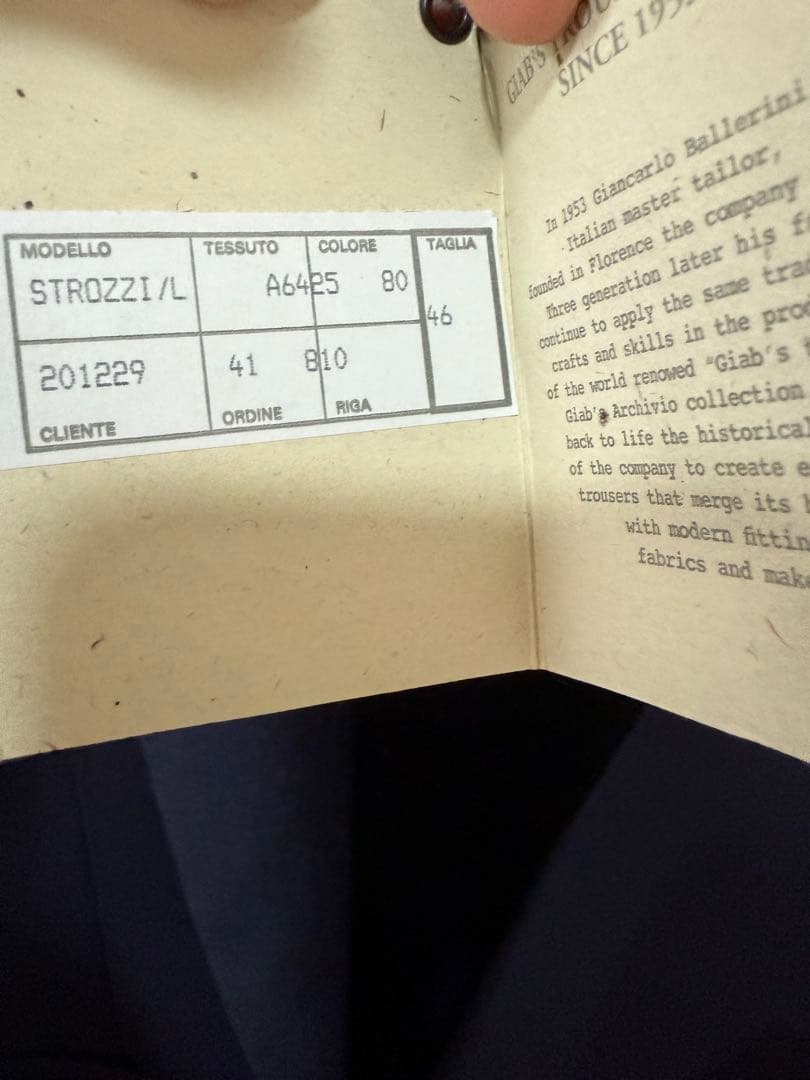 MODELLO TESSUTO COLORE TAGLIA
STROZZI/L A6425 80
46
201229 41 810
CLIENTE ORDINE RIGA
GIAB'S
SINCE 195
In 1953 Giancarlo Ballerini
Italian master tailor,
founded in Florence the company
Three generation later his
continue to apply the same
crafts and skills in the
of the world renowed "Giab's
Giab's Archivio collection
back to life the historical
of the company to create
trousers that merge its
with modern
fabrics and